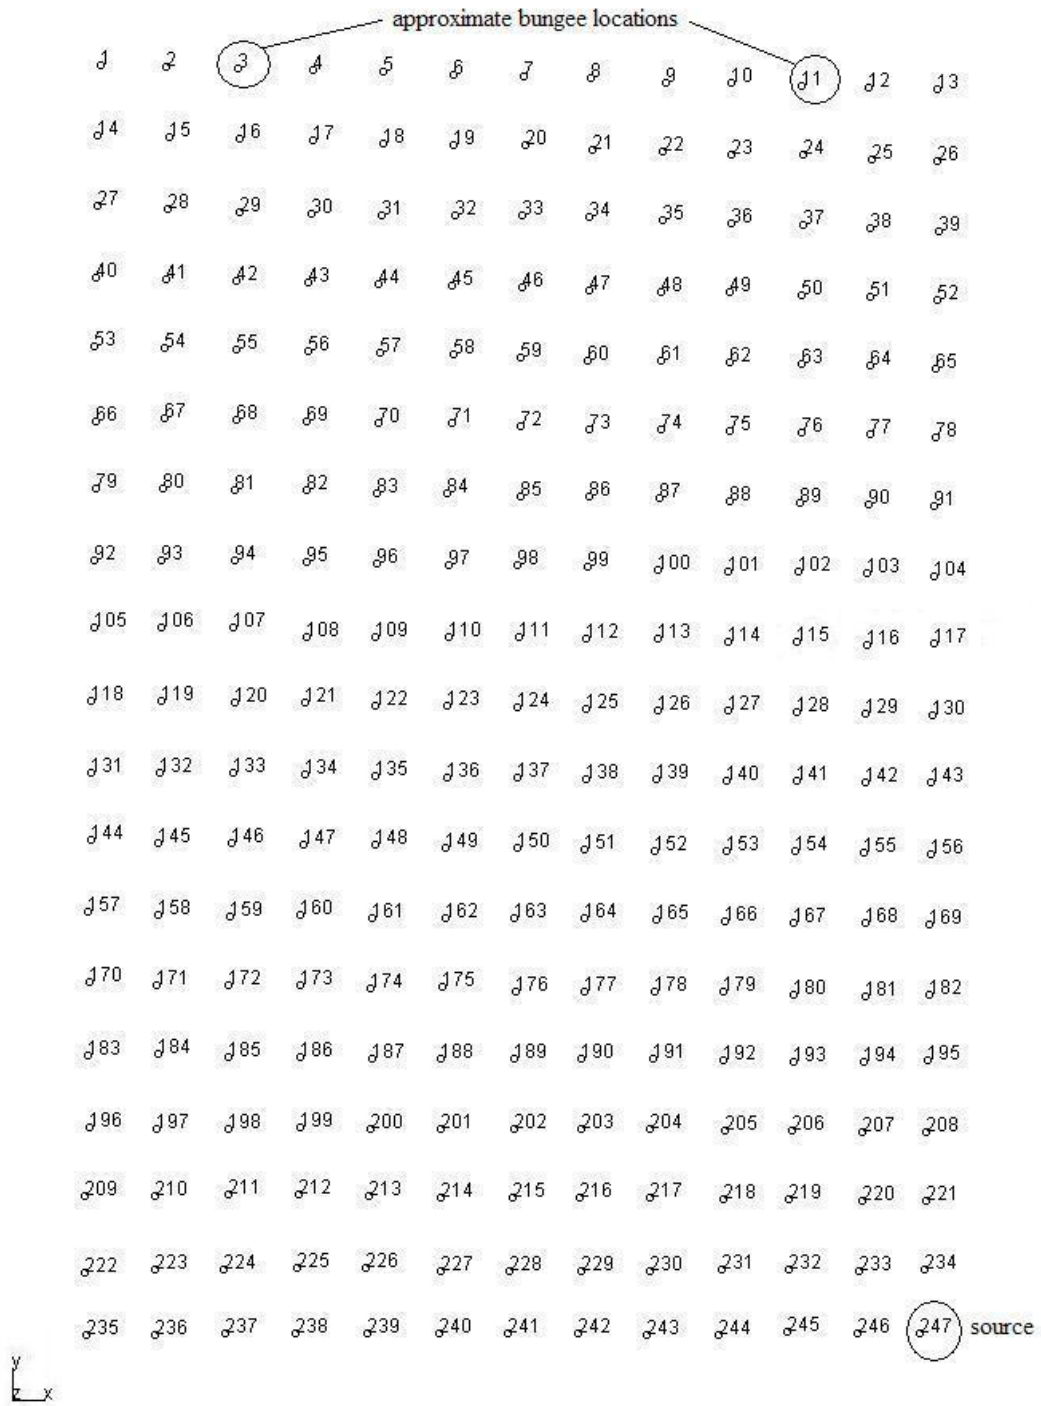 approximate bungee locations
1 2 3 4 5 6 7 8 9 10 11 12 13
14 15 16 17 18 19 20 21 22 23 24 25 26
27 28 29 30 31 32 33 34 35 36 37 38 39
40 41 42 43 44 45 46 47 48 49 50 51 52
53 54 55 56 57 58 59 60 61 62 63 64 65
66 67 68 69 70 71 72 73 74 75 76 77 78
79 80 81 82 83 84 85 86 87 88 89 90 91
92 93 94 95 96 97 98 99 100 101 102 103 104
105 106 107 108 109 110 111 112 113 114 115 116 117
118 119 120 121 122 123 124 125 126 127 128 129 130
131 132 133 134 135 136 137 138 139 140 141 142 143
144 145 146 147 148 149 150 151 152 153 154 155 156
157 158 159 160 161 162 163 164 165 166 167 168 169
170 171 172 173 174 175 176 177 178 179 180 181 182
183 184 185 186 187 188 189 190 191 192 193 194 195
196 197 198 199 200 201 202 203 204 205 206 207 208
209 210 211 212 213 214 215 216 217 218 219 220 221
222 223 224 225 226 227 228 229 230 231 232 233 234
235 236 237 238 239 240 241 242 243 244 245 246 247 source
y
z x